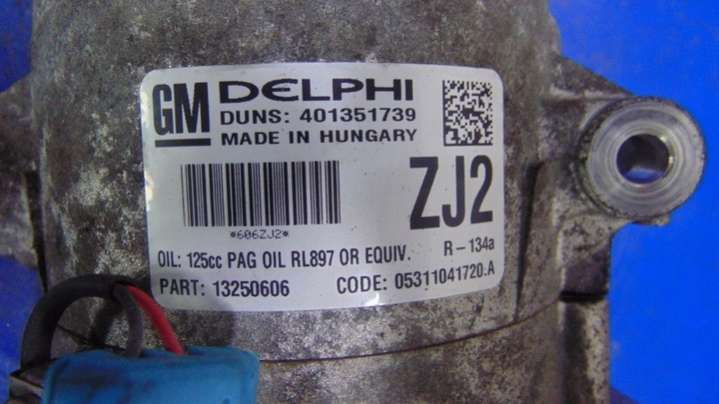 GM DELPHI
DUNS: 401351739
MADE IN HUNGARY
*606ZJ2*
ZJ2
OIL: 125cc PAG OIL RL897 OR EQUIV. R-134a
PART: 13250606 CODE: 05311041720.A